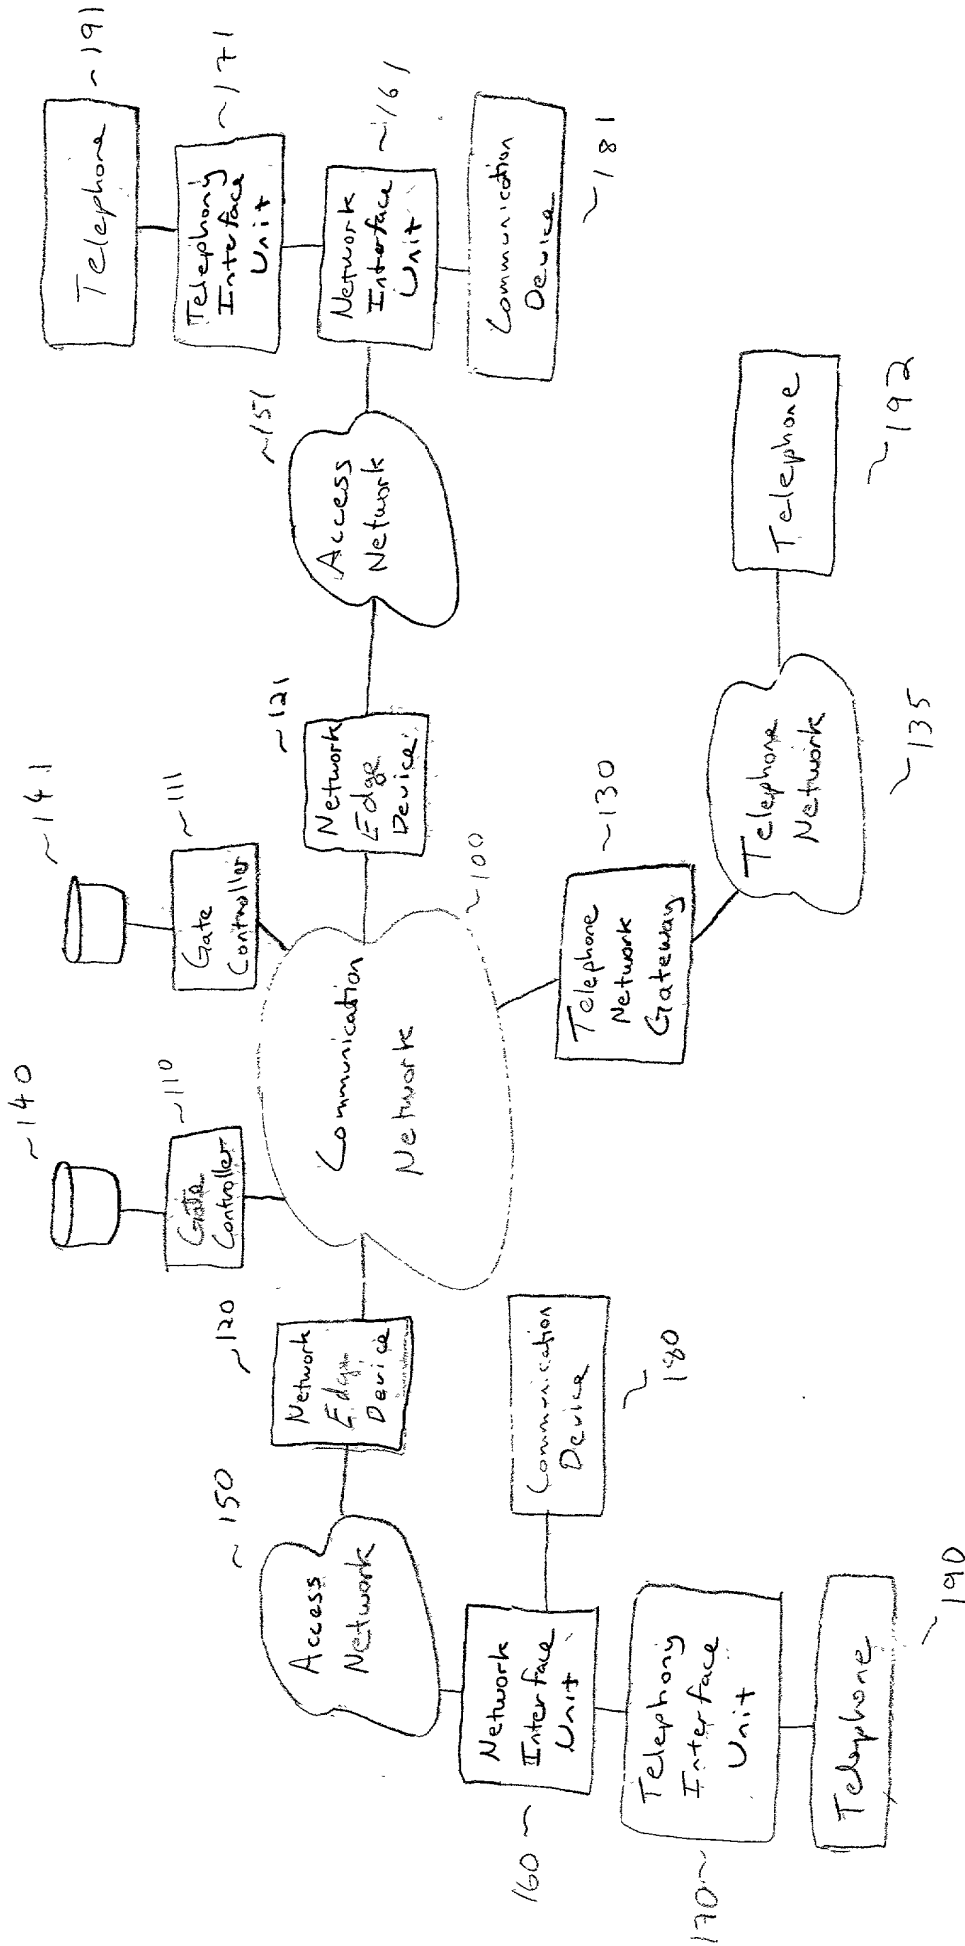 ~140
~141
~110
Gate
Controller
~111
Gate
Controller
Telephone
~191
Telephony
Interface
Unit
~171
~150
Access
Network
~120
Network
Edge
Device
Communication
Network
~100
~121
Network
Edge
Device
~151
Access
Network
Network
Interface
Unit
~161
Communication
Device
~181
160~
Network
Interface
Unit
Communication
Device
~180
Telephone
Network
Gateway
~130
170~
Telephony
Interface
Unit
Telephone
Network
~135
Telephone
~192
Telephone
~190